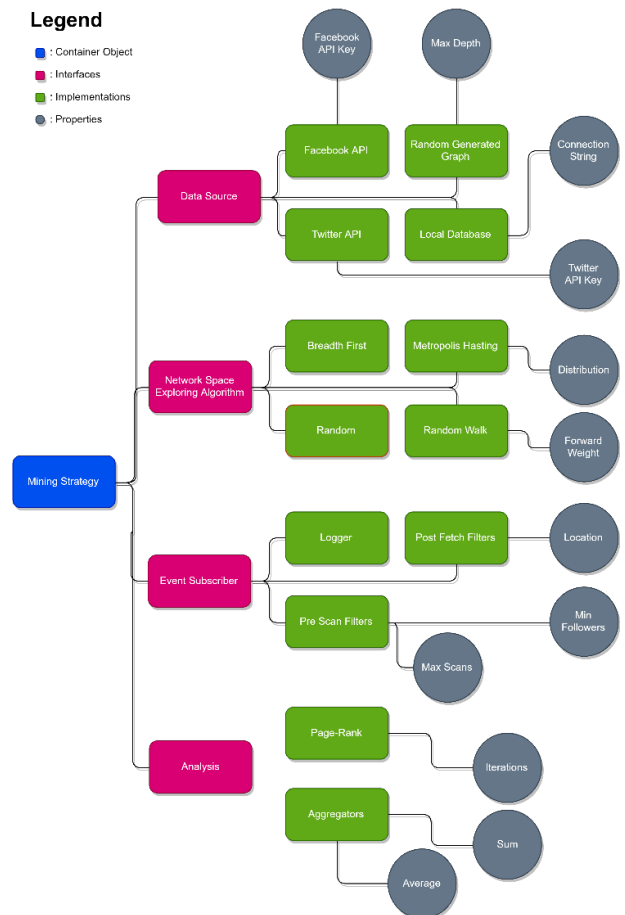 Legend
: Container Object
: Interfaces
: Implementations
: Properties
Facebook
API Key
Max Depth
Facebook API
Random Generated
Graph
Connection
String
Data Source
Twitter API
Local Database
Twitter
API Key
Breadth First
Metropolis Hasting
Distribution
Network Space
Exploring Algorithm
Random
Random Walk
Forward
Weight
Mining Strategy
Logger
Post Fetch Filters
Location
Event Subscriber
Pre Scan Filters
Min
Followers
Max Scans
Page-Rank
Analysis
Iterations
Aggregators
Sum
Average